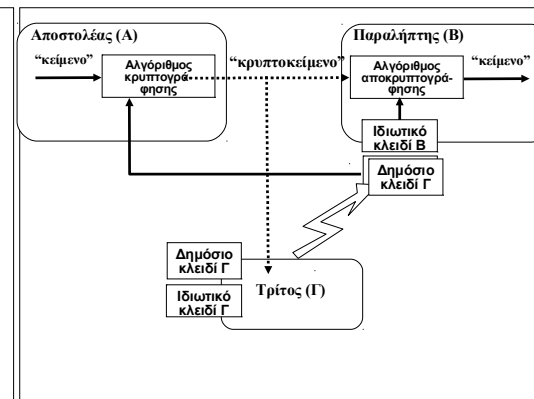 Αποστολέας (Α)
Παραλήπτης (Β)
“κείμενο”
Αλγόριθμος
κρυπτογρά-
φησης
“κρυπτοκείμενο”
Αλγόριθμος
αποκρυπτογρά-
φησης
“κείμενο”
Ιδιωτικό
κλειδί Β
Δημόσιο
κλειδί Γ
Δημόσιο
κλειδί Γ
Ιδιωτικό
κλειδί Γ
Τρίτος (Γ)